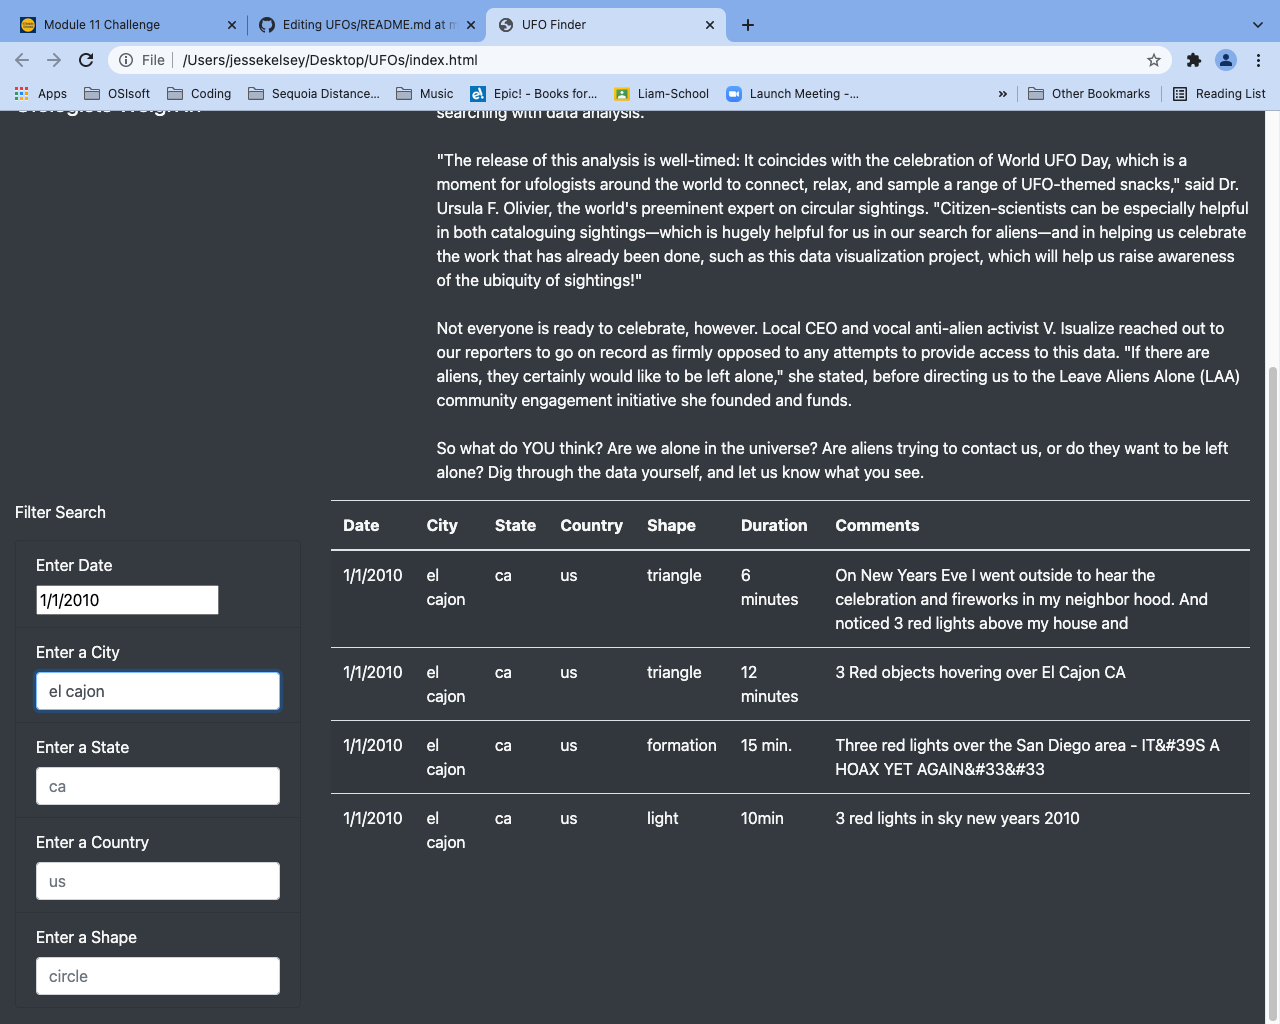 Module 11 Challenge
Editing UFOs/README.md at m
UFO Finder
File
/Users/jessekelsey/Desktop/UFOs/index.html
Apps
OSIsoft
Coding
Sequoia Distance...
Music
Epic! - Books for...
Liam-School
Launch Meeting -...
»
Other Bookmarks
Reading List
searching with data analysis.
"The release of this analysis is well-timed: It coincides with the celebration of World UFO Day, which is a
moment for ufologists around the world to connect, relax, and sample a range of UFO-themed snacks," said Dr.
Ursula F. Olivier, the world's preeminent expert on circular sightings. "Citizen-scientists can be especially helpful
in both cataloguing sightings—which is hugely helpful for us in our search for aliens—and in helping us celebrate
the work that has already been done, such as this data visualization project, which will help us raise awareness
of the ubiquity of sightings!"
Not everyone is ready to celebrate, however. Local CEO and vocal anti-alien activist V. Isualize reached out to
our reporters to go on record as firmly opposed to any attempts to provide access to this data. "If there are
aliens, they certainly would like to be left alone," she stated, before directing us to the Leave Aliens Alone (LAA)
community engagement initiative she founded and funds.
So what do YOU think? Are we alone in the universe? Are aliens trying to contact us, or do they want to be left
alone? Dig through the data yourself, and let us know what you see.
Filter Search
Enter Date
1/1/2010
Enter a City
el cajon
Enter a State
ca
Enter a Country
us
Enter a Shape
circle
Date City State Country Shape Duration Comments
1/1/2010 el ca us triangle 6 On New Years Eve I went outside to hear the
cajon minutes celebration and fireworks in my neighbor hood. And
noticed 3 red lights above my house and
1/1/2010 el ca us triangle 12 3 Red objects hovering over El Cajon CA
cajon minutes
1/1/2010 el ca us formation 15 min. Three red lights over the San Diego area - IT&#39S A
cajon HOAX YET AGAIN&#33&#33
1/1/2010 el ca us light 10min 3 red lights in sky new years 2010
cajon